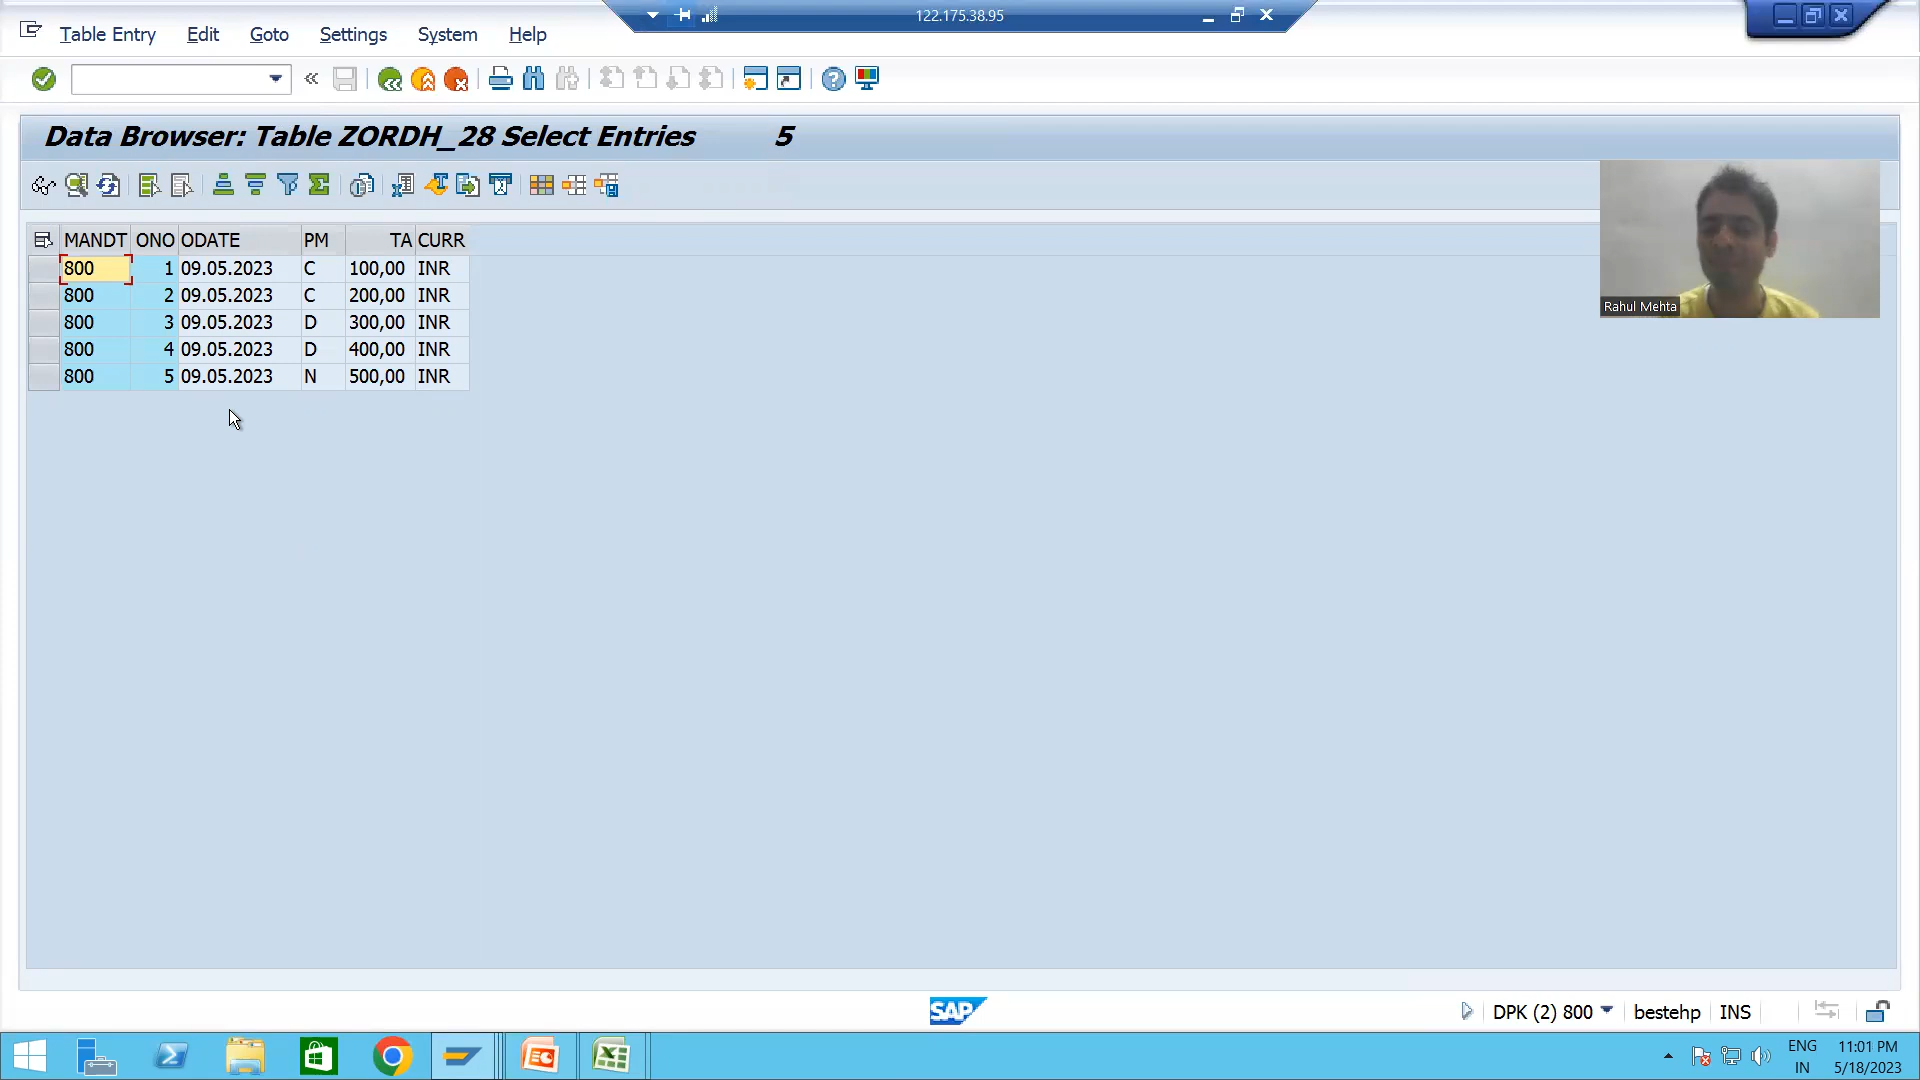 122.175.38.95
Table Entry Edit Goto Settings System Help
Data Browser: Table ZORDH_28 Select Entries 5
MANDT ONO ODATE PM TA CURR
800 1 09.05.2023 C 100,00 INR
800 2 09.05.2023 C 200,00 INR
800 3 09.05.2023 D 300,00 INR
800 4 09.05.2023 D 400,00 INR
800 5 09.05.2023 N 500,00 INR
Rahul Mehta
SAP DPK (2) 800 bestehp INS
ENG 11:01 PM
IN 5/18/2023